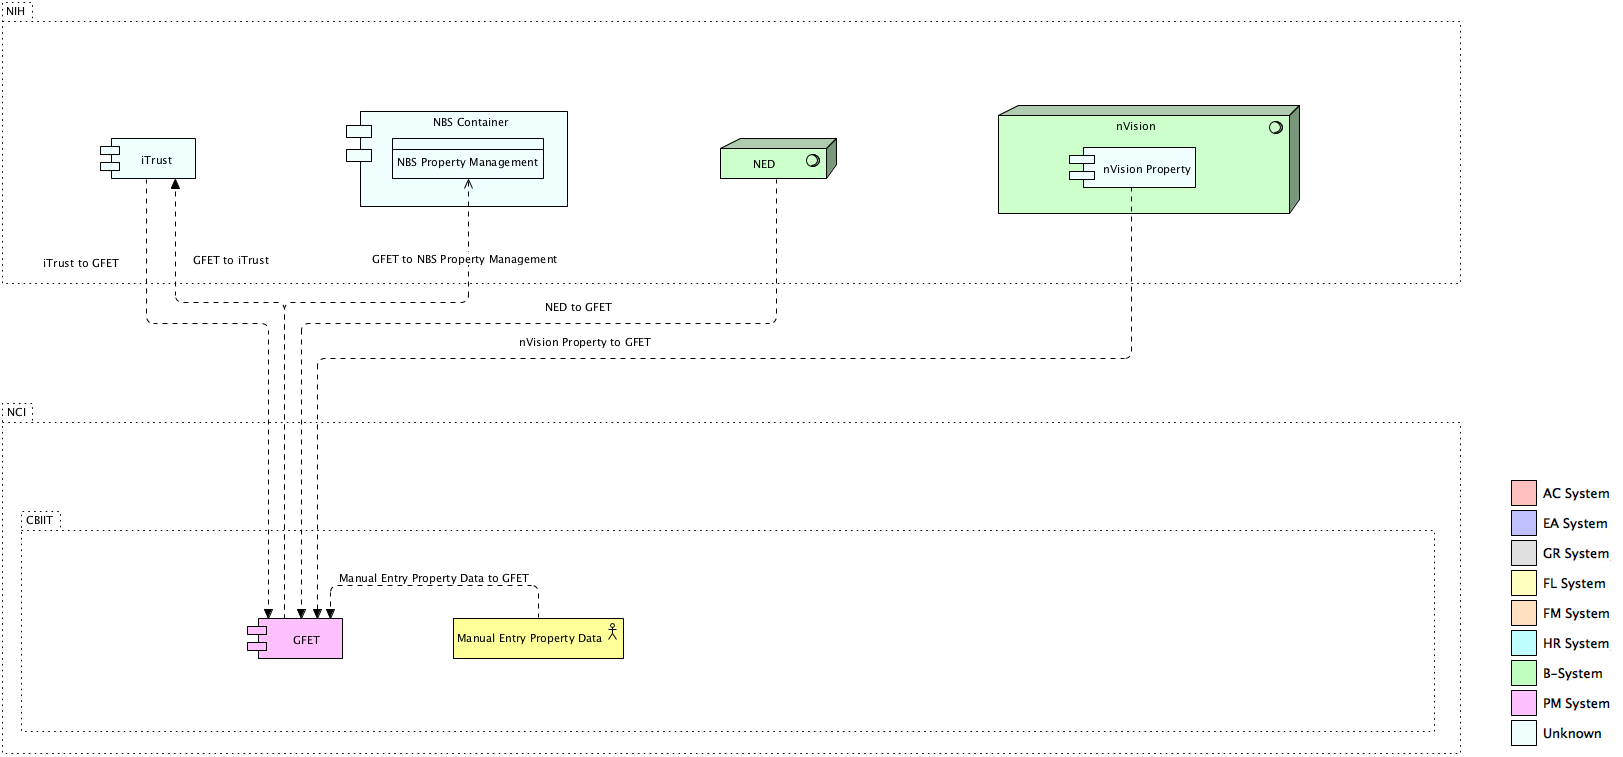 NIH
NBS Container
nVision
iTrust
NBS Property Management
NED
nVision Property
iTrust to GFET
GFET to iTrust
GFET to NBS Property Management
NED to GFET
nVision Property to GFET
NCI
CBIIT
Manual Entry Property Data to GFET
GFET
Manual Entry Property Data
AC System
EA System
GR System
FL System
FM System
HR System
B-System
PM System
Unknown